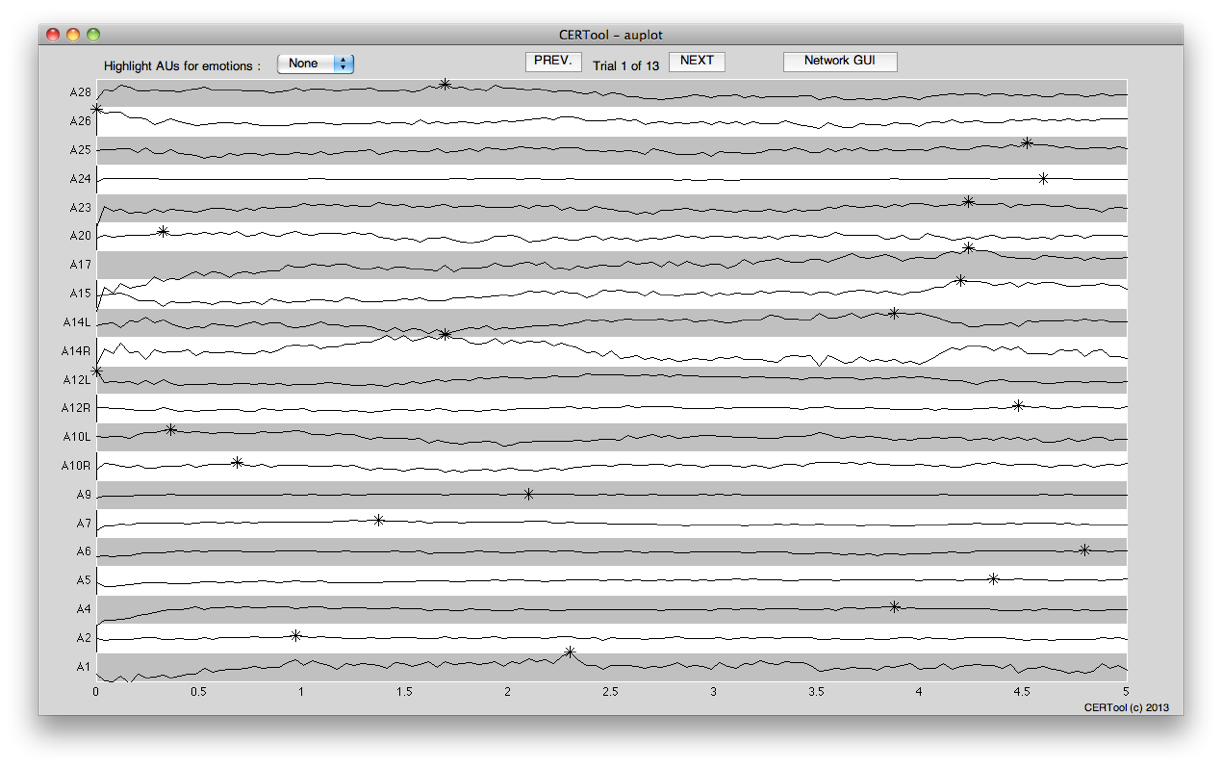 CERTool – auplot
Highlight AUs for emotions : None PREV. Trial 1 of 13 NEXT Network GUI
A28
A26
A25
A24
A23
A20
A17
A15
A14L
A14R
A12L
A12R
A10L
A10R
A9
A7
A6
A5
A4
A2
A1
0 0.5 1 1.5 2 2.5 3 3.5 4 4.5 5
CERTool (c) 2013